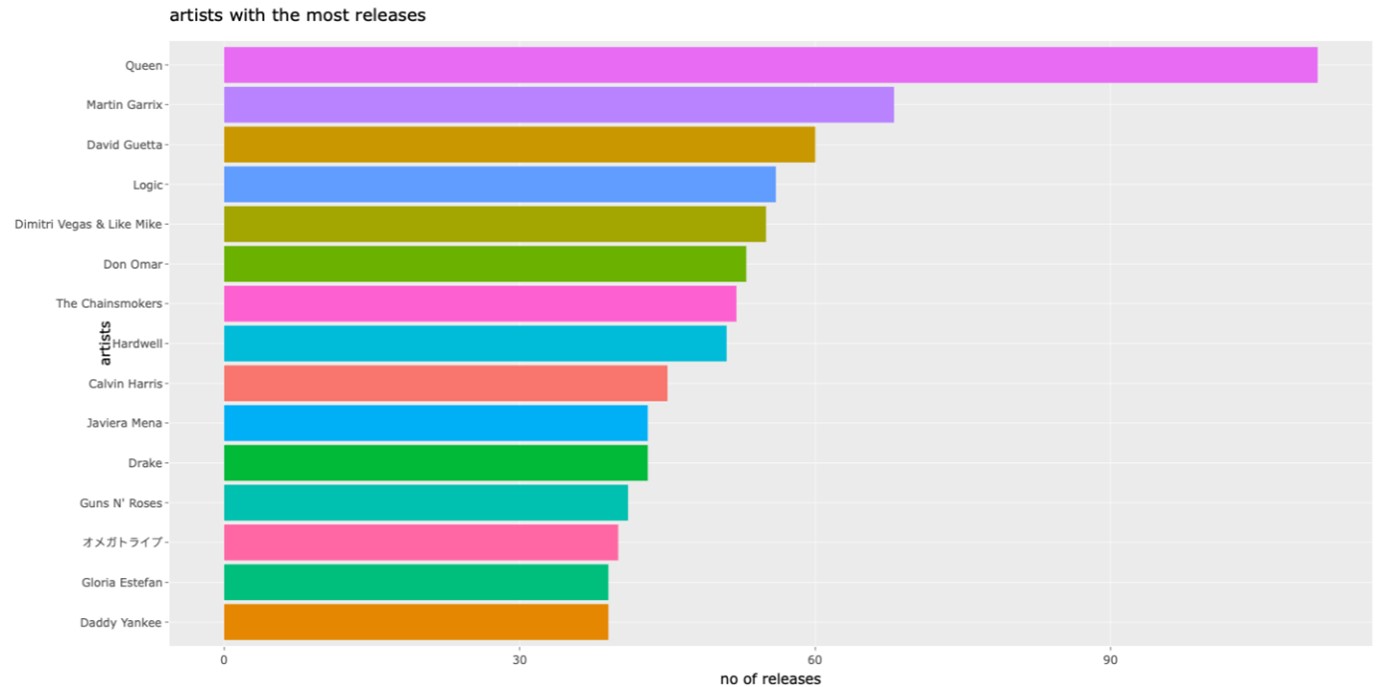 artists with the most releases
Queen
Martin Garrix
David Guetta
Logic
Dimitri Vegas & Like Mike
Don Omar
The Chainsmokers
artists
Hardwell
Calvin Harris
Javiera Mena
Drake
Guns N' Roses
オメガトライブ
Gloria Estefan
Daddy Yankee
0 30 60 90
no of releases